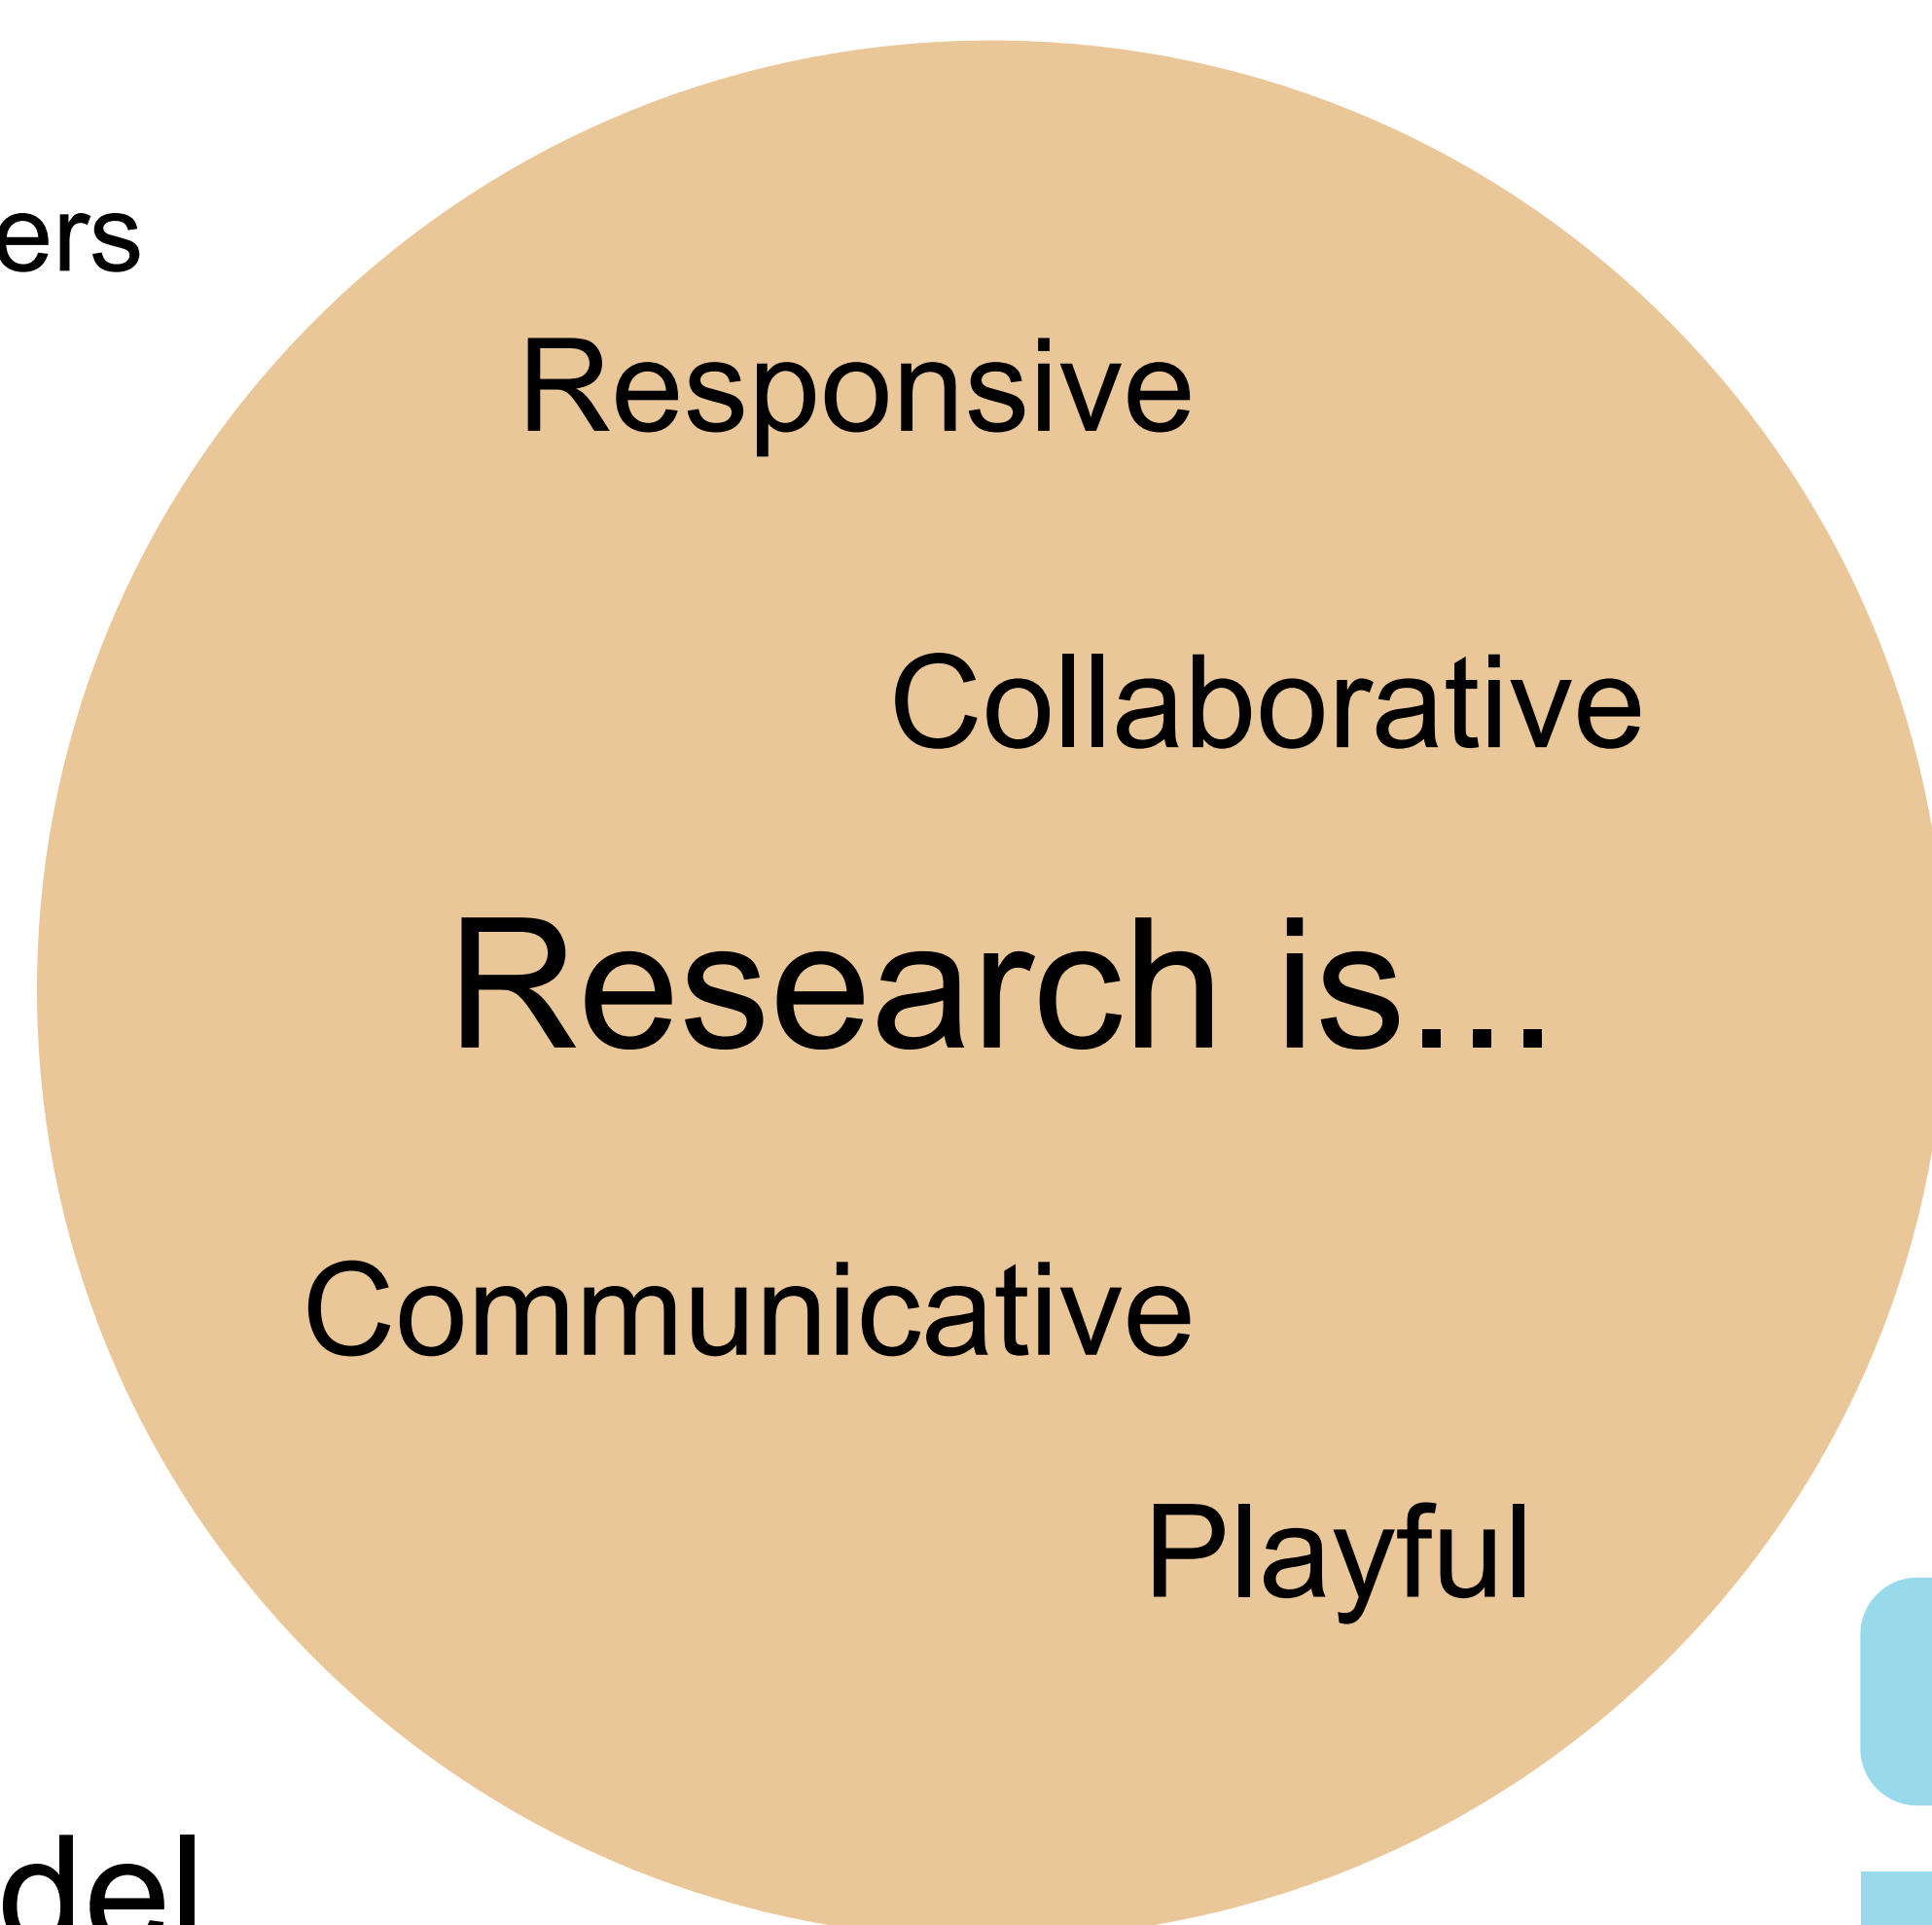 ers
Responsive
Collaborative
Research is...
Communicative
Playful
del